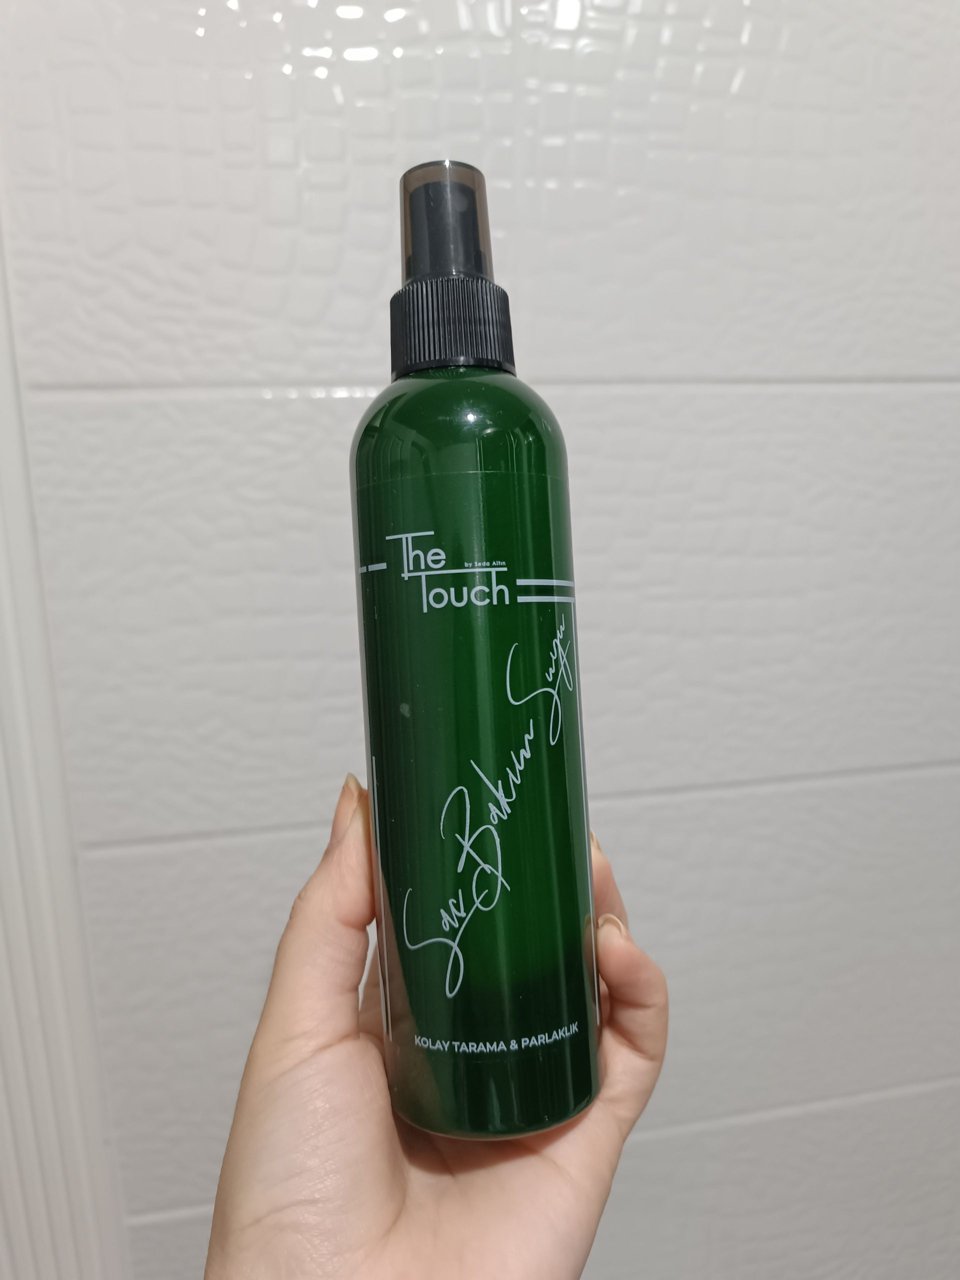 The
by Seda Altın
Touch
Saç Bakım Suyu
KOLAY TARAMA & PARLAKLIK